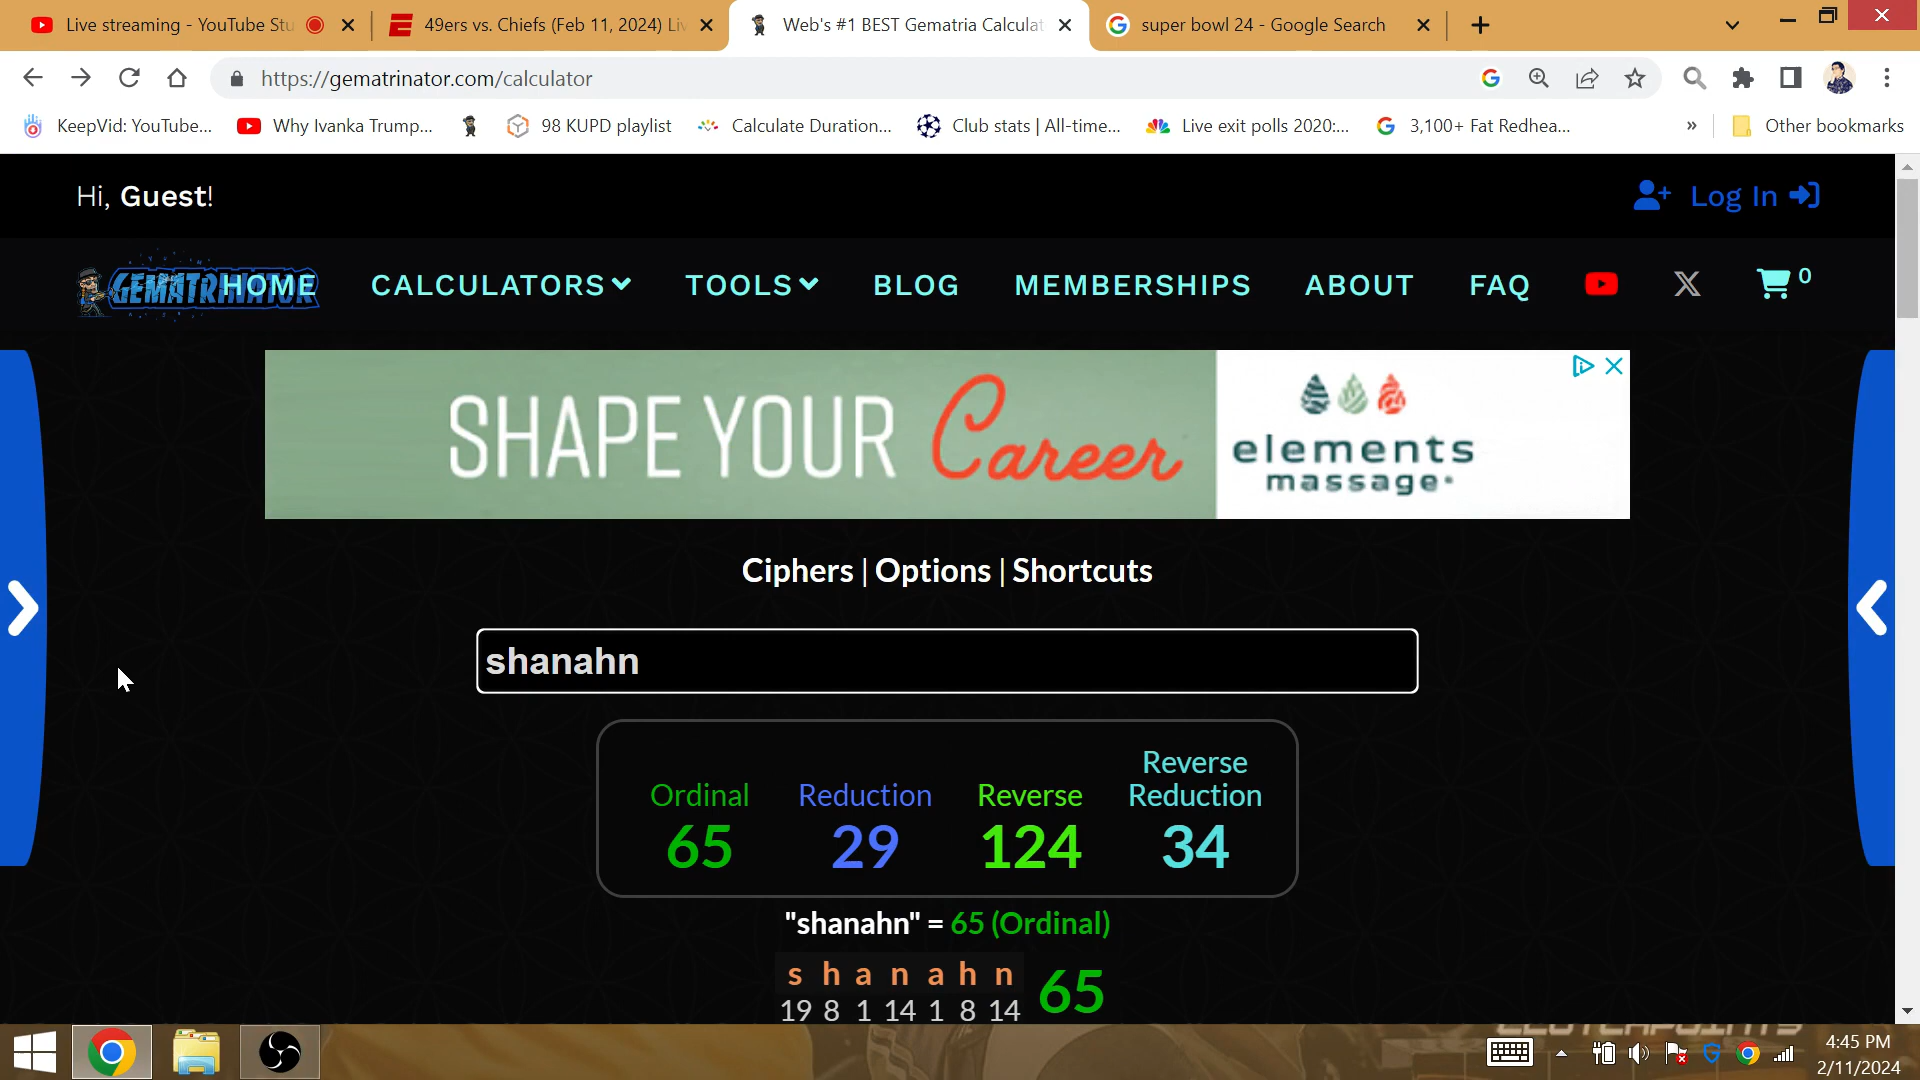 Live streaming - YouTube Stu
49ers vs. Chiefs (Feb 11, 2024) Liv
Web's #1 BEST Gematria Calculat
super bowl 24 - Google Search
https://gematrinator.com/calculator
KeepVid: YouTube...
Why Ivanka Trump...
98 KUPD playlist
Calculate Duration...
Club stats | All-time...
Live exit polls 2020:...
3,100+ Fat Redhea...
»
Other bookmarks
Hi, Guest!
Log In
GEMATRINATOR
HOME
CALCULATORS
TOOLS
BLOG
MEMBERSHIPS
ABOUT
FAQ
X
0
SHAPE YOUR Career
elements
massage
Ciphers | Options | Shortcuts
shanahn
Ordinal
65
Reduction
29
Reverse
124
Reverse
Reduction
34
"shanahn" = 65 (Ordinal)
s h a n a h n 65
19 8 1 14 1 8 14
4:45 PM
2/11/2024